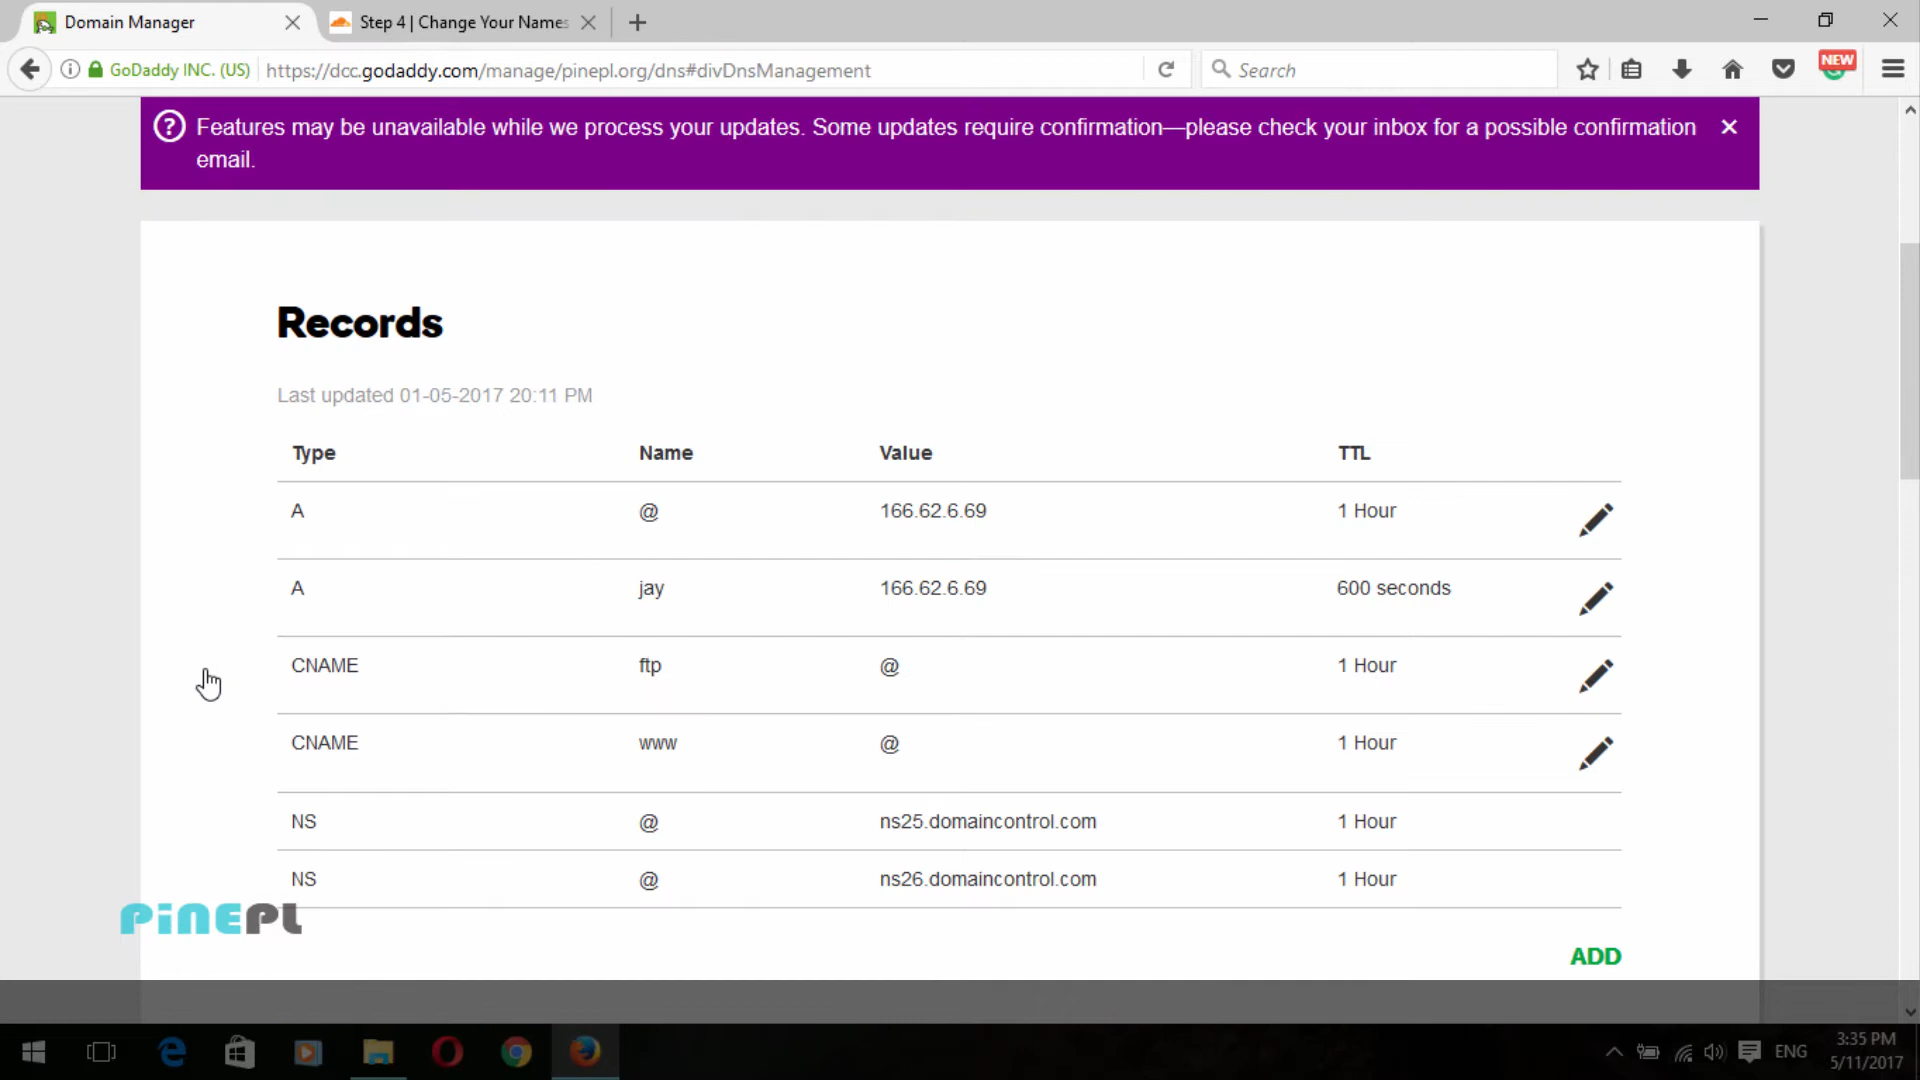 Domain Manager
Step 4 | Change Your Names
GoDaddy INC. (US)
https://dcc.godaddy.com/manage/pinepl.org/dns#divDnsManagement
Search
NEW
Features may be unavailable while we process your updates. Some updates require confirmation—please check your inbox for a possible confirmation
email.
Records
Last updated 01-05-2017 20:11 PM
Type Name Value TTL
A @ 166.62.6.69 1 Hour
A jay 166.62.6.69 600 seconds
CNAME ftp @ 1 Hour
CNAME www @ 1 Hour
NS @ ns25.domaincontrol.com 1 Hour
NS @ ns26.domaincontrol.com 1 Hour
PiNEPL
ADD
ENG
3:35 PM
5/11/2017